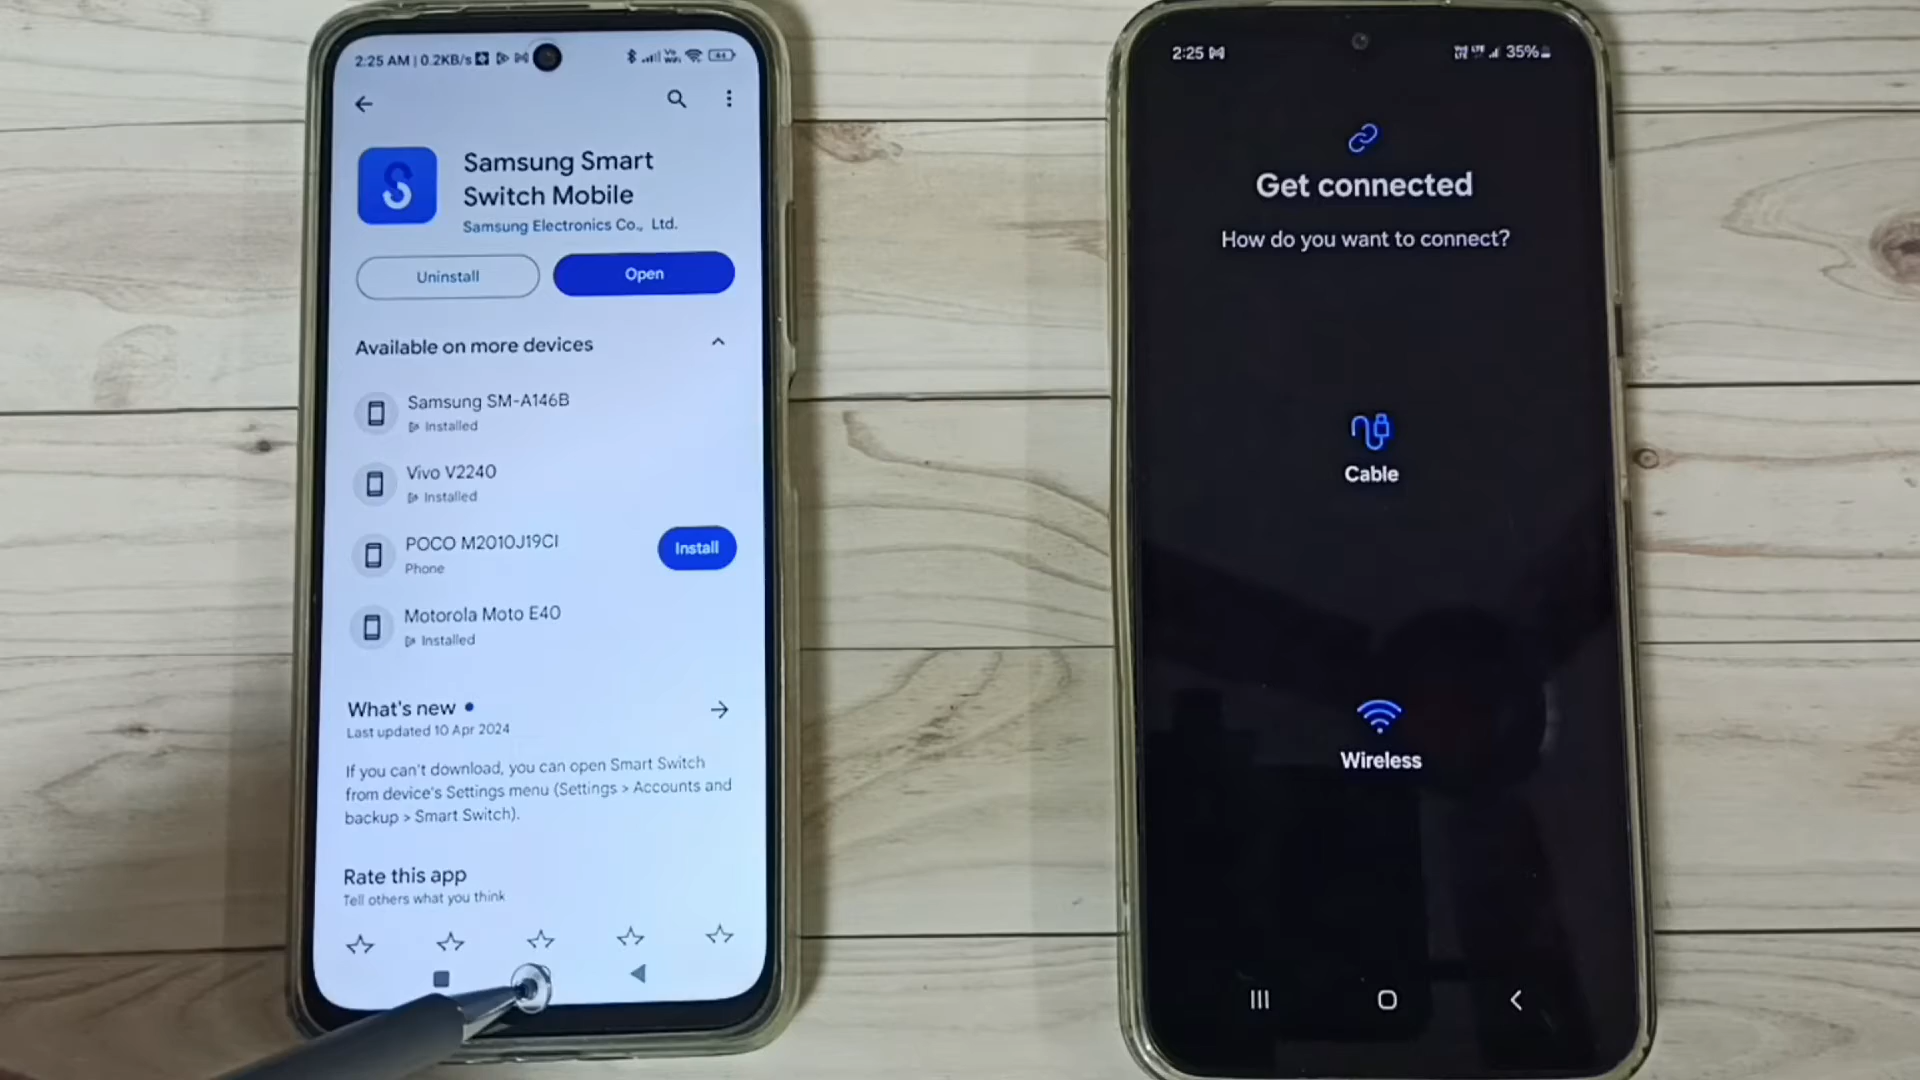 2:25 AM | 0.2KB/s
Samsung Smart
Switch Mobile
Samsung Electronics Co., Ltd.
Uninstall
Open
Available on more devices
Samsung SM-A146B
Installed
Vivo V2240
Installed
POCO M2010J19CI
Phone
Install
Motorola Moto E40
Installed
What's new
Last updated 10 Apr 2024
If you can't download, you can open Smart Switch
from device's Settings menu (Settings > Accounts and
backup > Smart Switch).
Rate this app
Tell others what you think
2:25
35%
Get connected
How do you want to connect?
Cable
Wireless